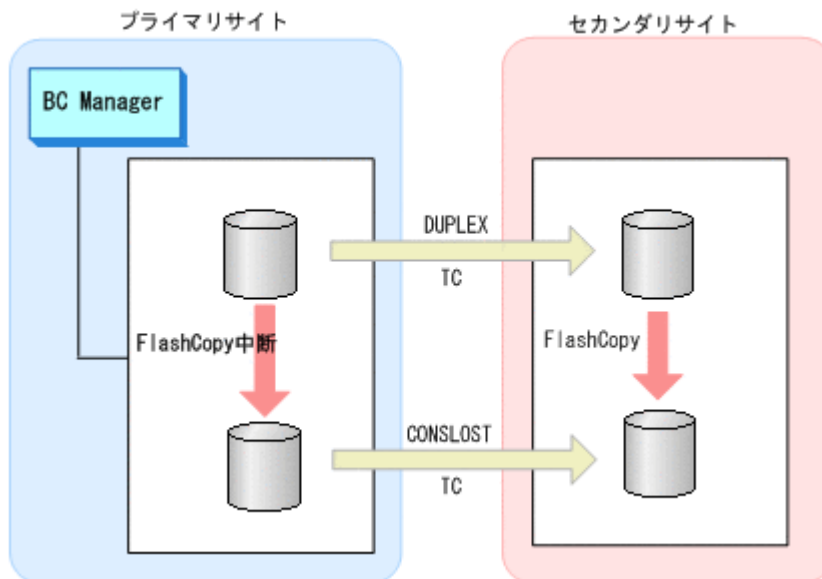 プライマリサイト
セカンダリサイト
BC Manager
DUPLEX
TC
FlashCopy中断
FlashCopy
CONSLOST
TC